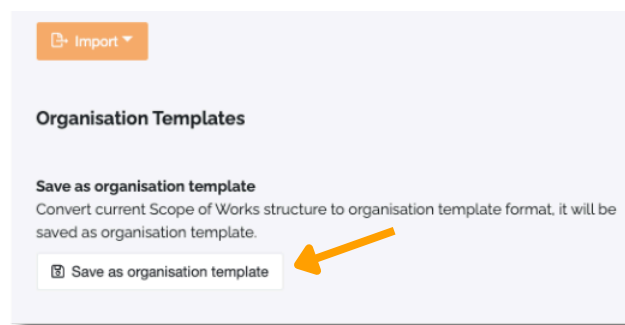 Import
Organisation Templates
Save as organisation template
Convert current Scope of Works structure to organisation template format, it will be
saved as organisation template.
Save as organisation template